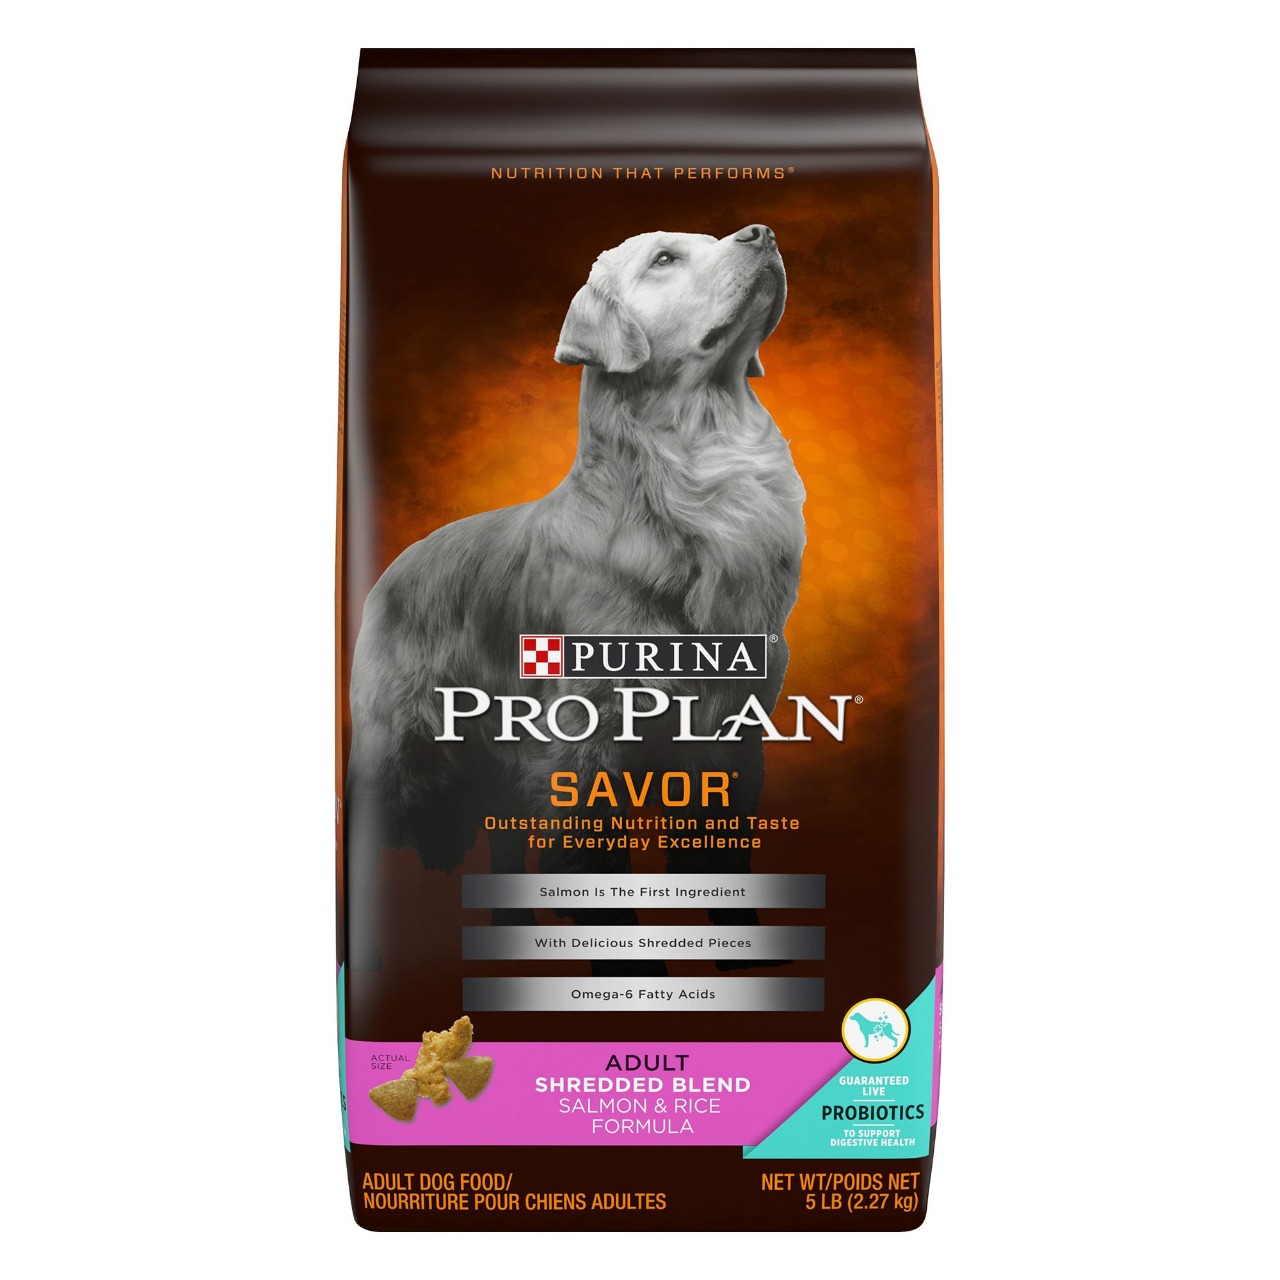 NUTRITION THAT PERFORMS®
PURINA®
PRO PLAN®
SAVOR®
Outstanding Nutrition and Taste
for Everyday Excellence
Salmon Is The First Ingredient
With Delicious Shredded Pieces
Omega-6 Fatty Acids
ACTUAL
SIZE
ADULT
SHREDDED BLEND
SALMON & RICE
FORMULA
GUARANTEED
LIVE
PROBIOTICS
TO SUPPORT
DIGESTIVE HEALTH
ADULT DOG FOOD/
NOURRITURE POUR CHIENS ADULTES
NET WT/POIDS NET
5 LB (2.27 kg)